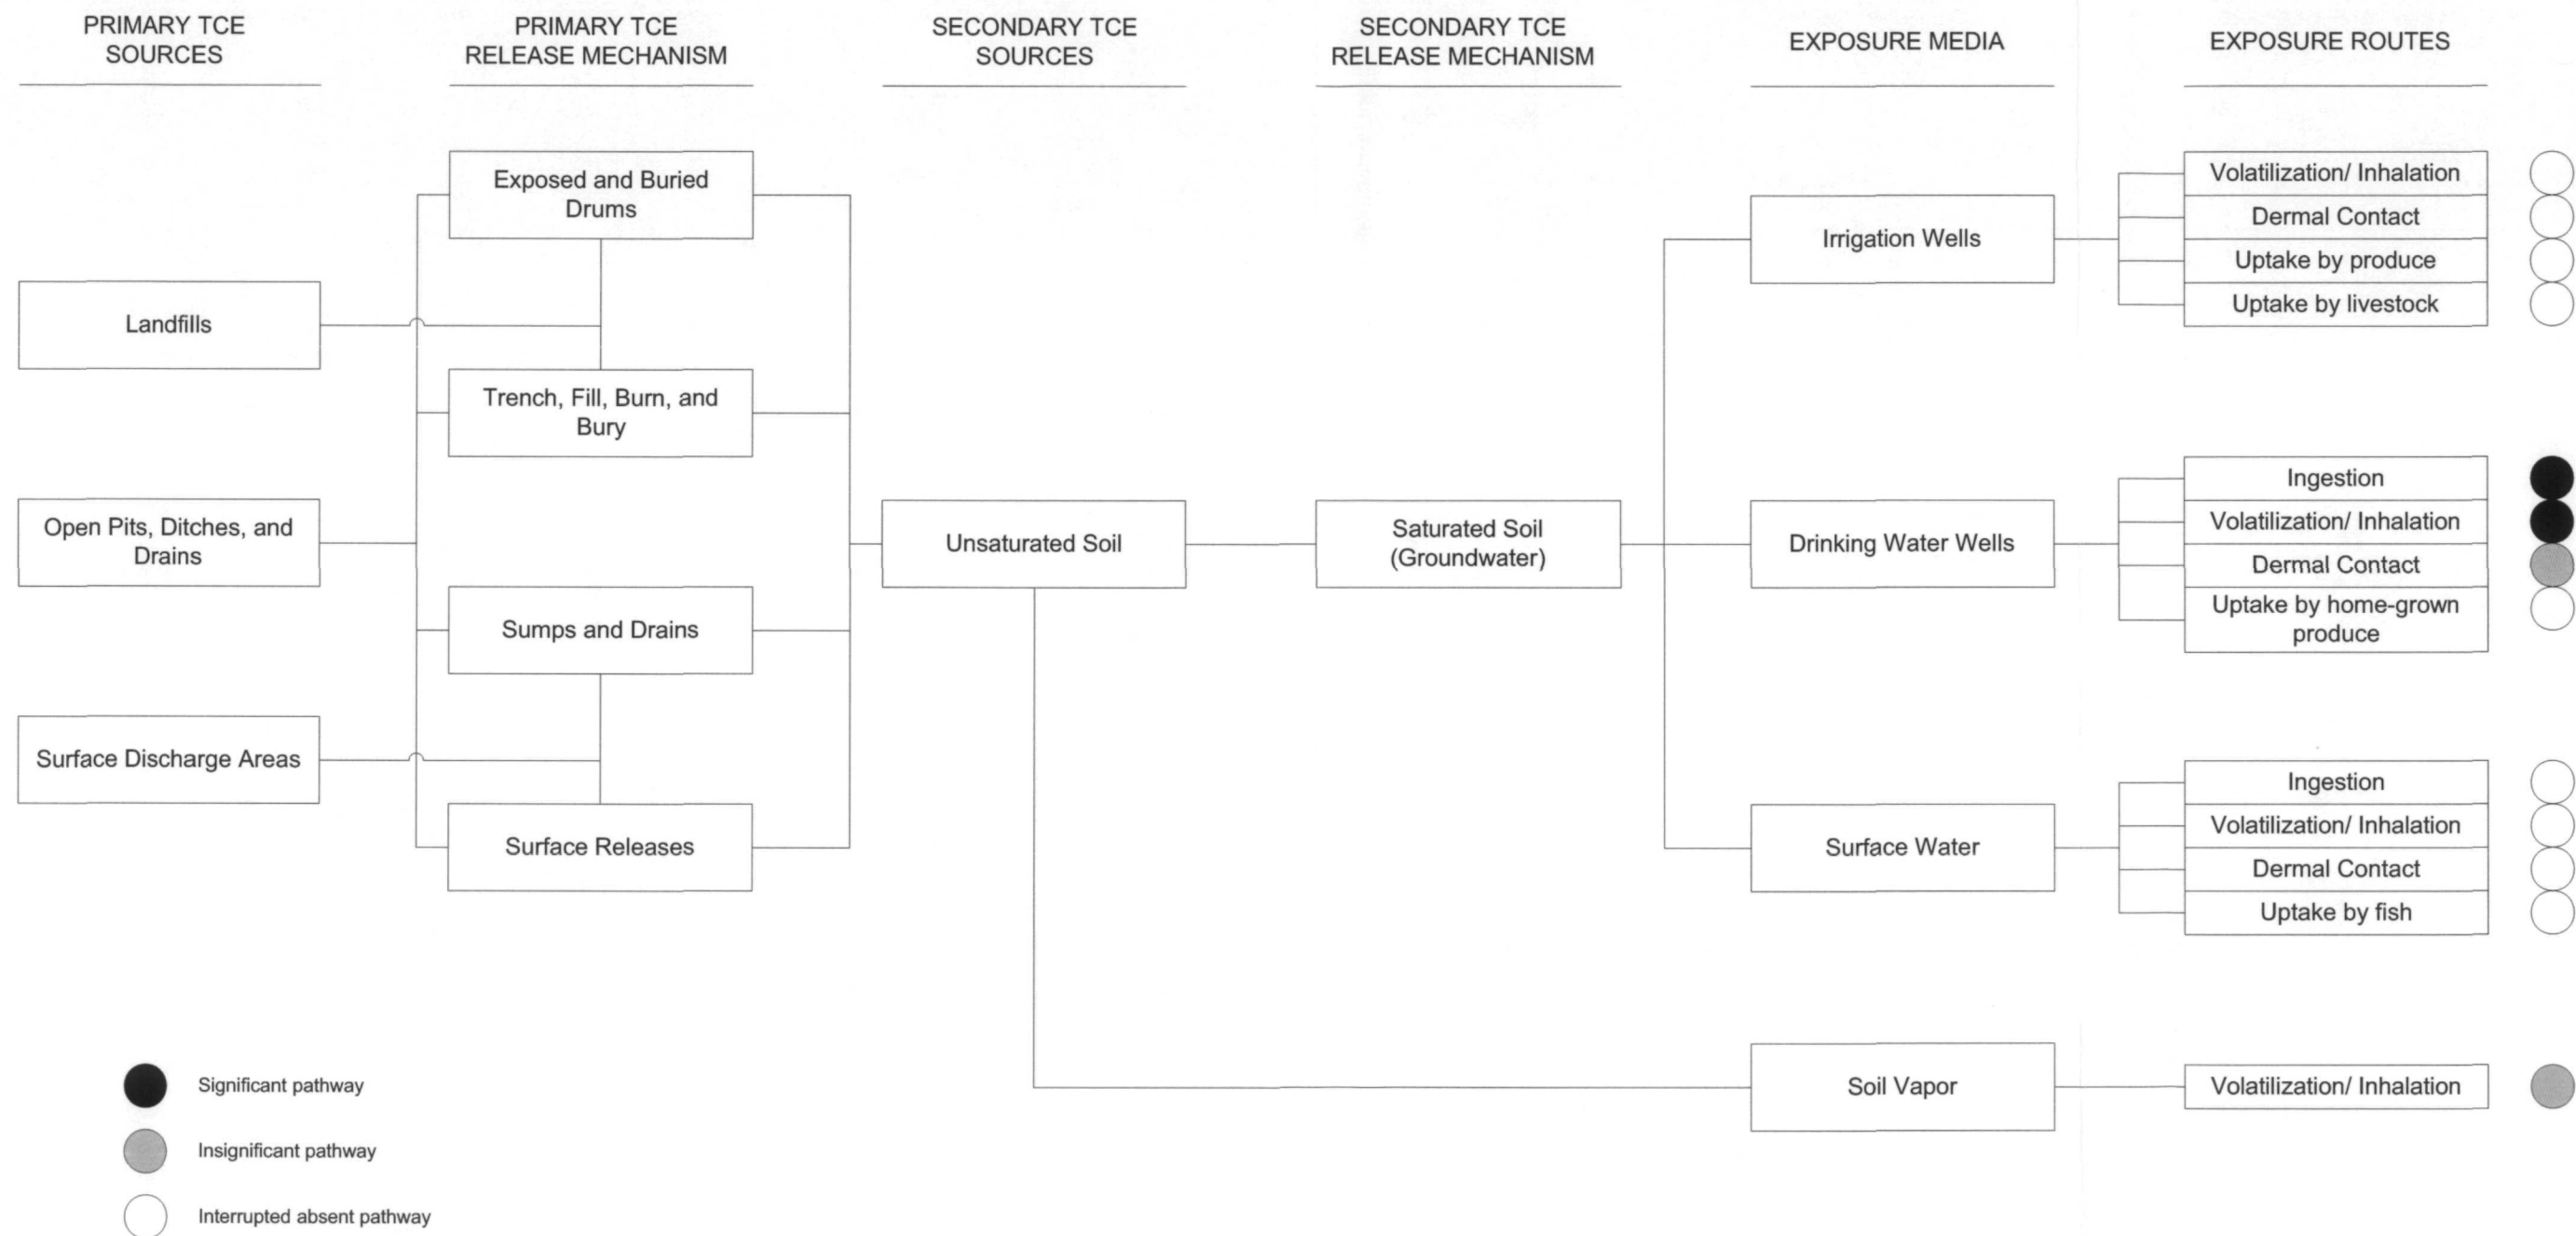 PRIMARY TCE
SOURCES
PRIMARY TCE
RELEASE MECHANISM
SECONDARY TCE
SOURCES
SECONDARY TCE
RELEASE MECHANISM
EXPOSURE MEDIA
EXPOSURE ROUTES
Landfills
Open Pits, Ditches, and
Drains
Surface Discharge Areas
Exposed and Buried
Drums
Trench, Fill, Burn, and
Bury
Sumps and Drains
Surface Releases
Unsaturated Soil
Saturated Soil
(Groundwater)
Irrigation Wells
Volatilization/ Inhalation
Dermal Contact
Uptake by produce
Uptake by livestock
Drinking Water Wells
Ingestion
Volatilization/ Inhalation
Dermal Contact
Uptake by home-grown
produce
Surface Water
Ingestion
Volatilization/ Inhalation
Dermal Contact
Uptake by fish
Soil Vapor
Volatilization/ Inhalation
Significant pathway
Insignificant pathway
Interrupted absent pathway